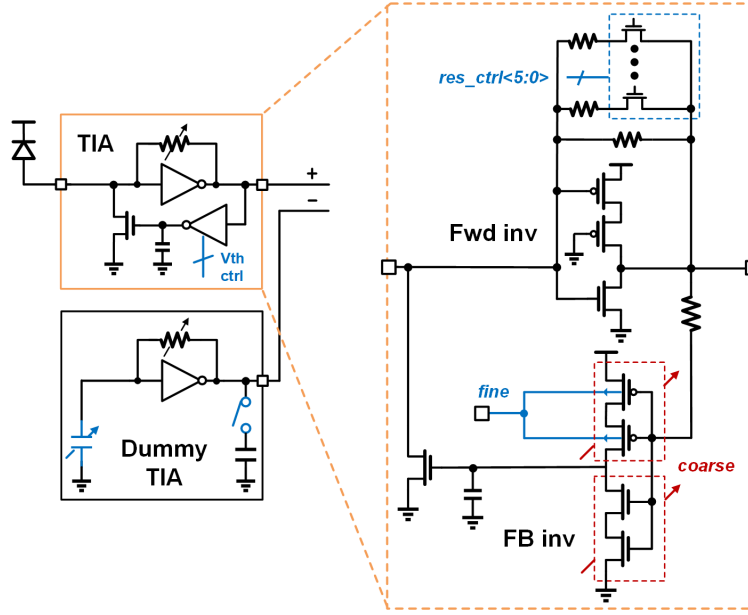 TIA
+
−
Vth
ctrl
Dummy
TIA
res_ctrl<5:0>
Fwd inv
fine
coarse
FB inv